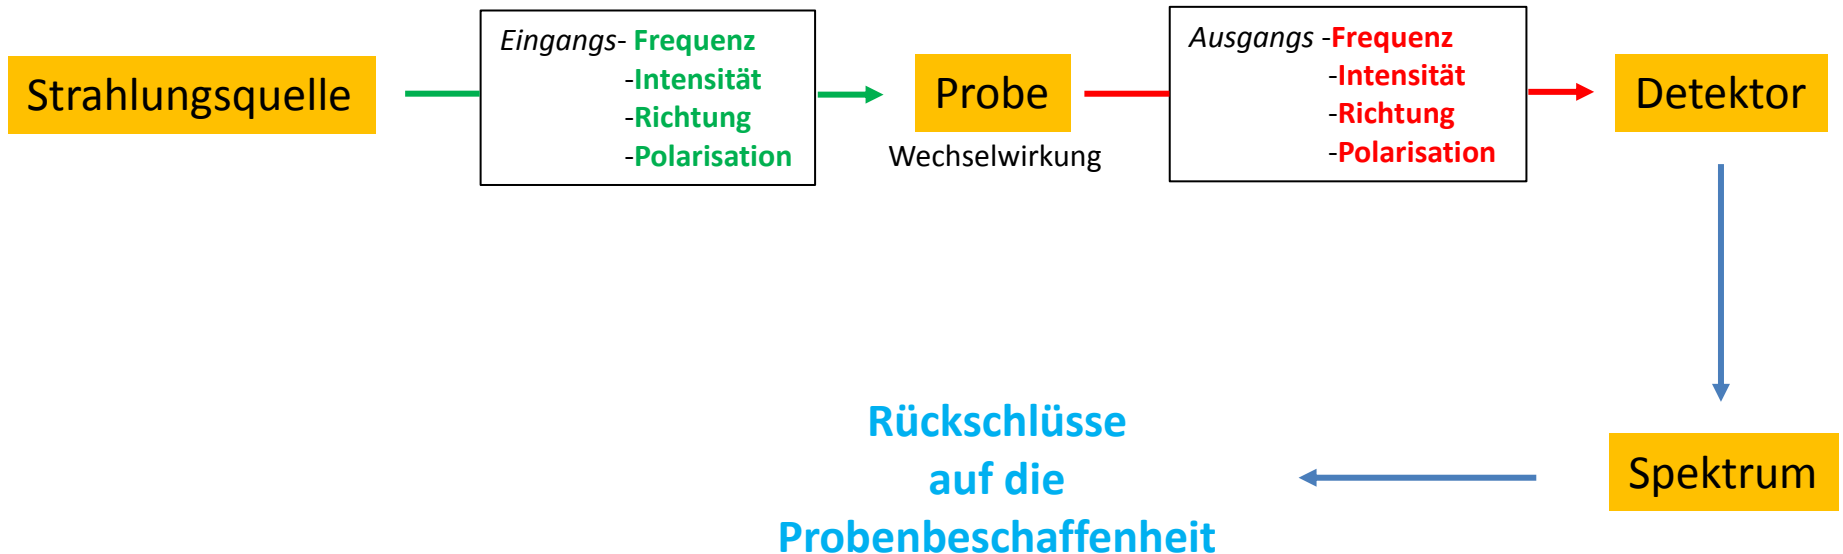 Strahlungsquelle
Eingangs- Frequenz
-Intensität
-Richtung
-Polarisation
Probe
Wechselwirkung
Ausgangs -Frequenz
-Intensität
-Richtung
-Polarisation
Detektor
Spektrum
Rückschlüsse
auf die
Probenbeschaffenheit